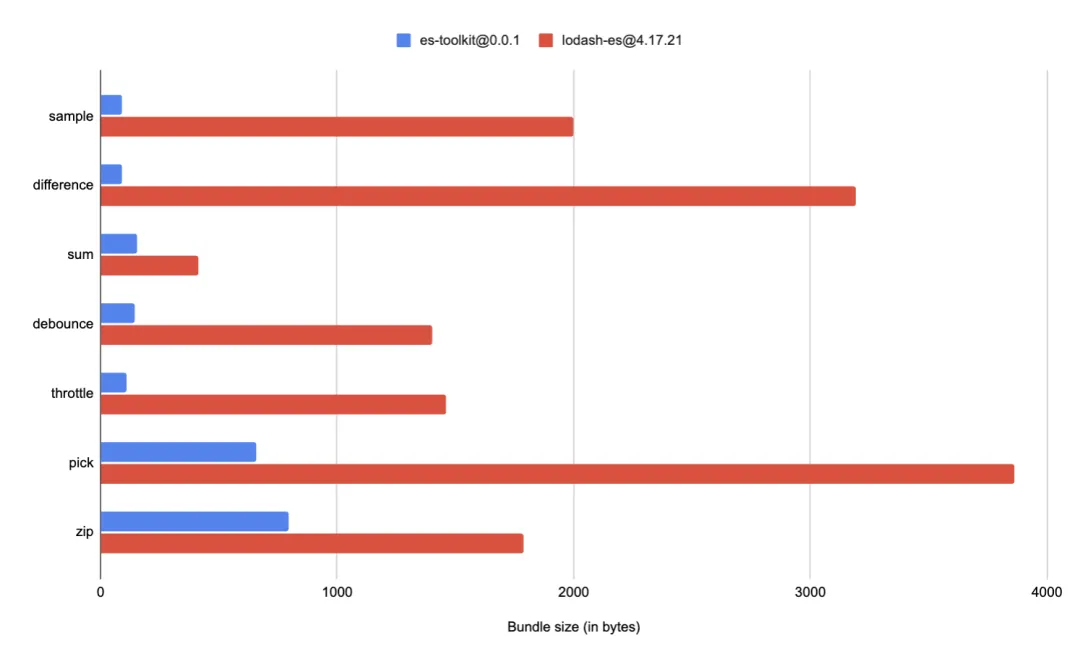 es-toolkit@0.0.1 lodash-es@4.17.21
sample
difference
sum
debounce
throttle
pick
zip
0 1000 2000 3000 4000
Bundle size (in bytes)